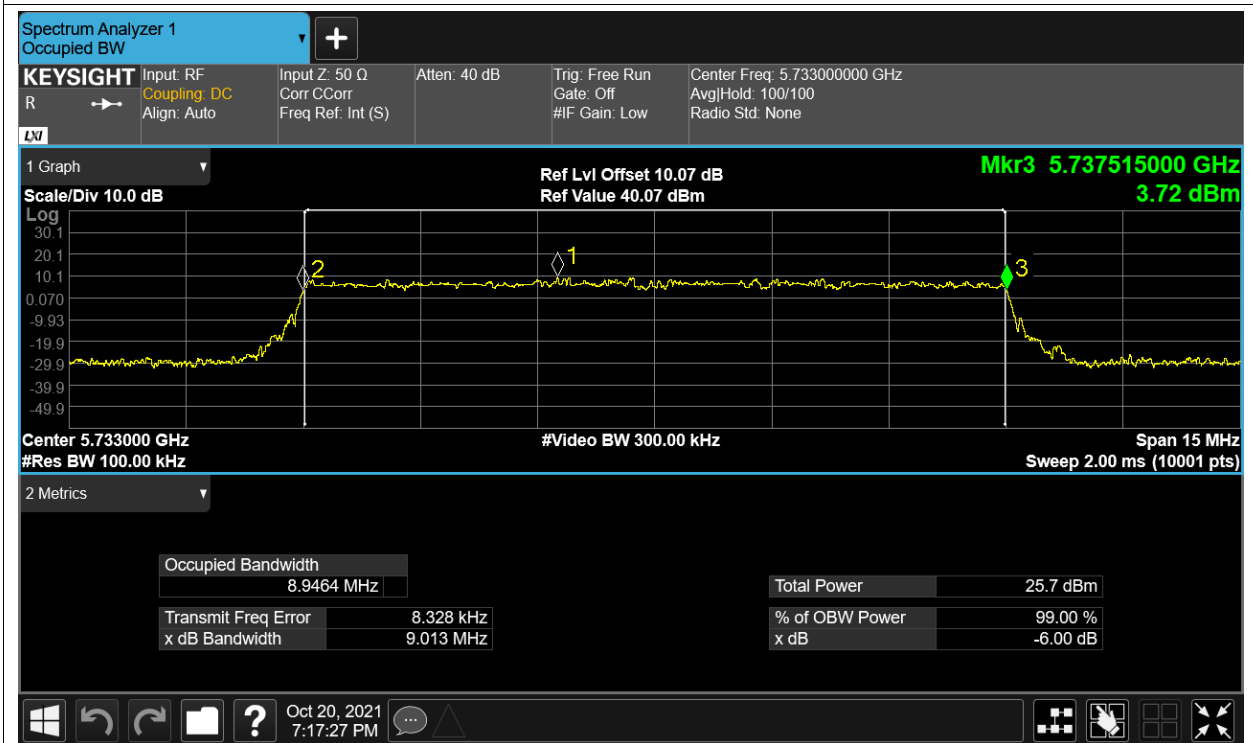 Spectrum Analyzer 1
Occupied BW
KEYSIGHT
R
LXI
Input: RF
Coupling: DC
Align: Auto
Input Z: 50 Ω
Corr CCorr
Freq Ref: Int (S)
Atten: 40 dB
Trig: Free Run
Gate: Off
#IF Gain: Low
Center Freq: 5.733000000 GHz
Avg|Hold: 100/100
Radio Std: None
1 Graph
Ref Lvl Offset 10.07 dB
Mkr3 5.737515000 GHz
Scale/Div 10.0 dB
Ref Value 40.07 dBm
3.72 dBm
Log
30.1
20.1
10.1
0.070
-9.93
-19.9
-29.9
-39.9
-49.9
2
1
3
Center 5.733000 GHz
#Video BW 300.00 kHz
Span 15 MHz
#Res BW 100.00 kHz
Sweep 2.00 ms (10001 pts)
2 Metrics
Occupied Bandwidth
8.9464 MHz
Total Power 25.7 dBm
Transmit Freq Error 8.328 kHz
% of OBW Power 99.00 %
x dB Bandwidth 9.013 MHz
x dB -6.00 dB
?
Oct 20, 2021
7:17:27 PM